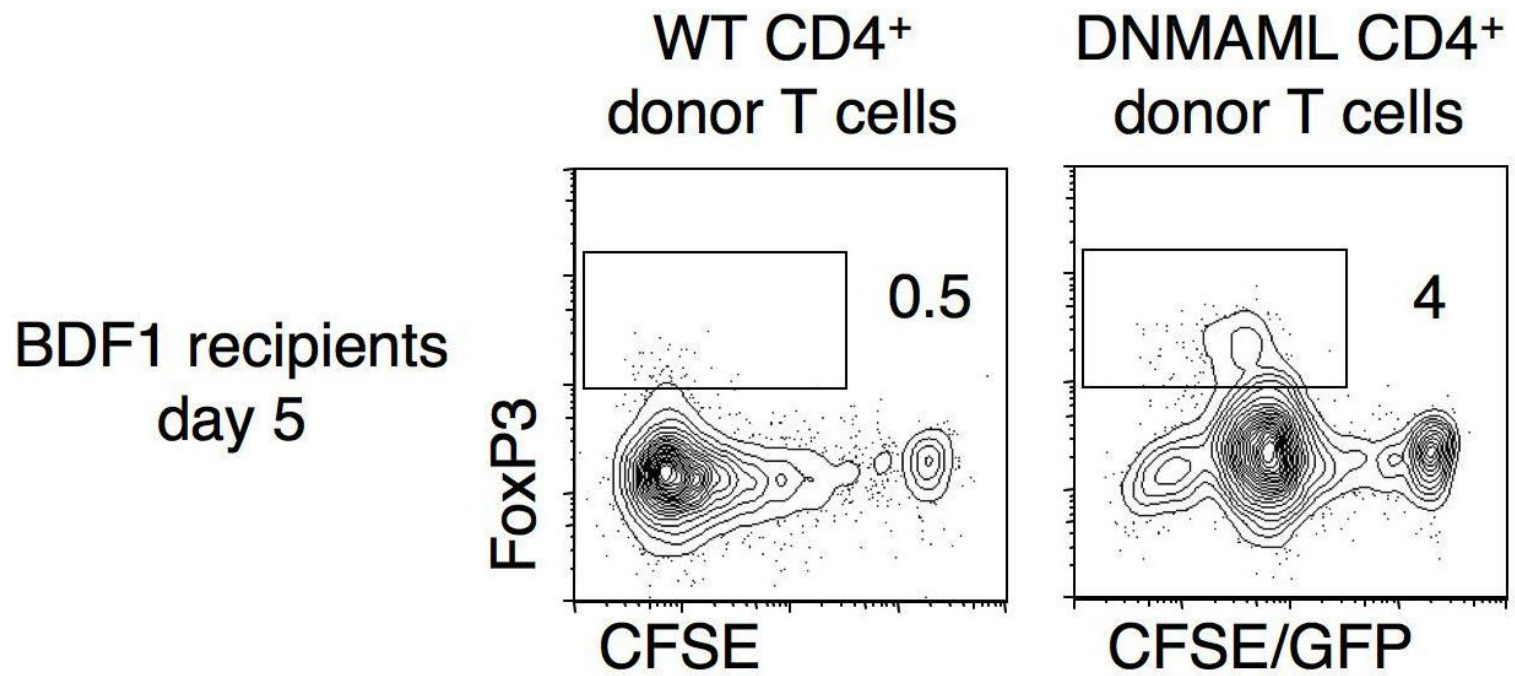 WT CD4+
donor T cells
DNMAML CD4+
donor T cells
BDF1 recipients
day 5
FoxP3
0.5
4
CFSE
CFSE/GFP